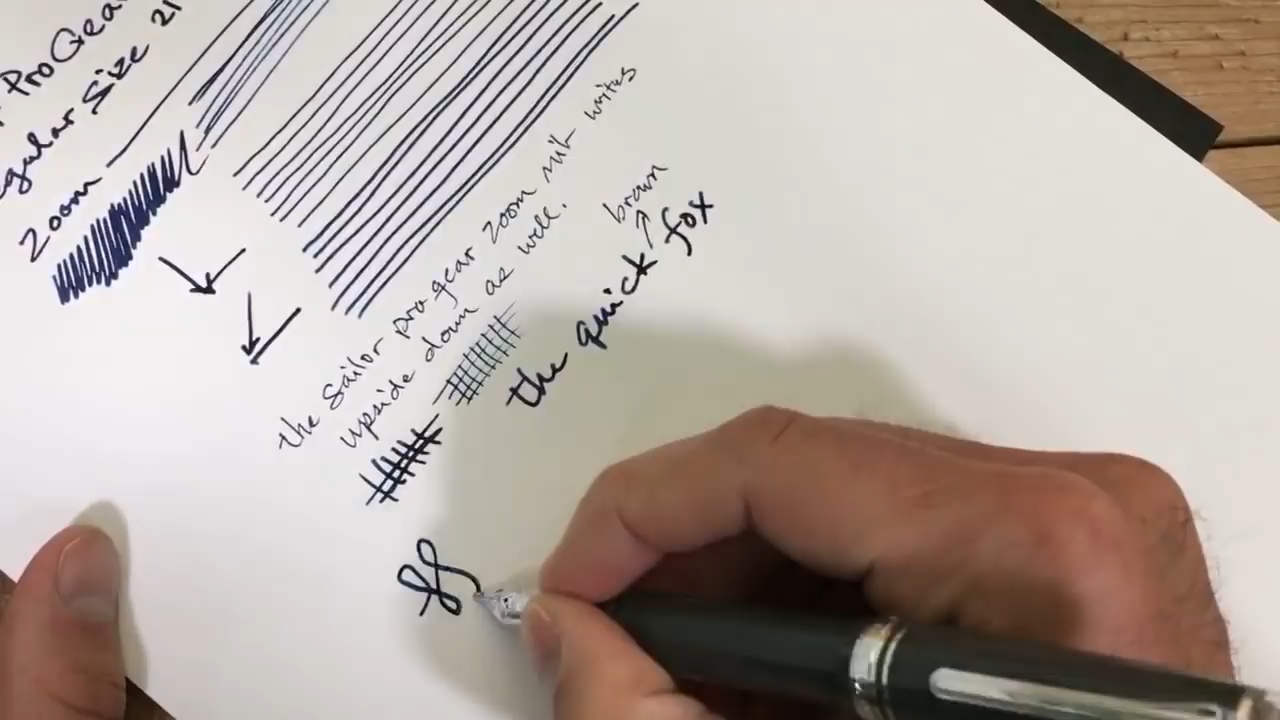 ProGear
Regular Size 21
Zoom
the Sailor pro gear zoom nib writes
upside down as well.
brown
the quick fox